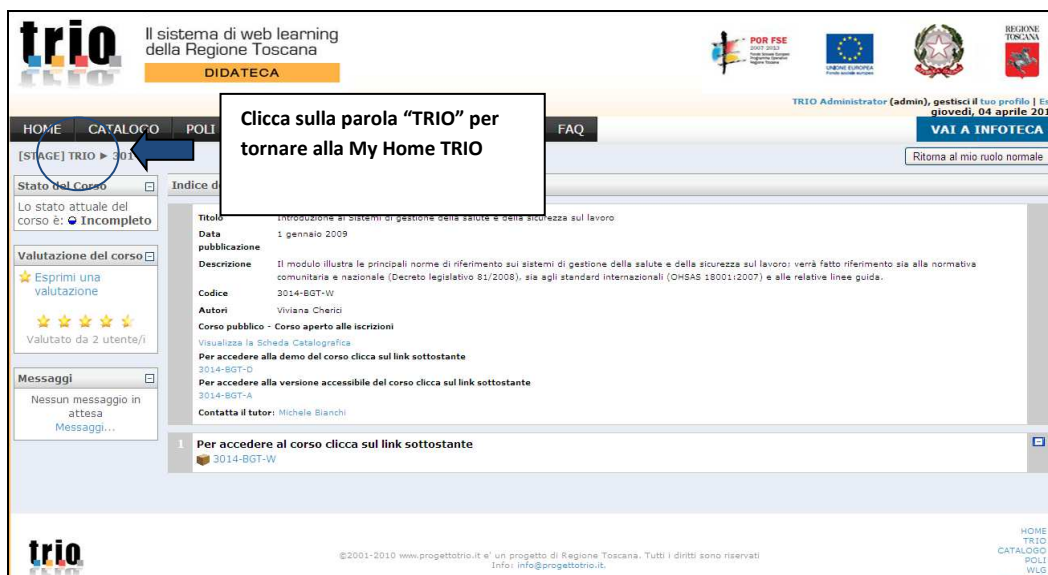 trio
Il sistema di web learning
della Regione Toscana
DIDATECA
POR FSE
2007-2013
UNIONE EUROPEA
Fondo sociale europeo
REGIONE
TOSCANA
TRIO Administrator (admin), gestisci il tuo profilo | Es
giovedì, 04 aprile 201
HOME CATALOGO POLI FAQ VAI A INFOTECA
Clicca sulla parola “TRIO” per
tornare alla My Home TRIO
[STAGE] TRIO ► 301
Ritorna al mio ruolo normale
Stato del Corso
Lo stato attuale del
corso è: Incompleto
Valutazione del corso
Esprimi una
valutazione
Valutato da 2 utente/i
Messaggi
Nessun messaggio in
attesa
Messaggi...
Indice d
Titolo Introduzione ai Sistemi di gestione della salute e della sicurezza sul lavoro
Data
pubblicazione
1 gennaio 2009
Descrizione Il modulo illustra le principali norme di riferimento sui sistemi di gestione della salute e della sicurezza sul lavoro: verrà fatto riferimento sia alla normativa
comunitaria e nazionale (Decreto legislativo 81/2008), sia agli standard internazionali (OHSAS 18001:2007) e alle relative linee guida.
Codice 3014-BGT-W
Autori Viviana Cherici
Corso pubblico - Corso aperto alle iscrizioni
Visualizza la Scheda Catalografica
Per accedere alla demo del corso clicca sul link sottostante
3014-BGT-D
Per accedere alla versione accessibile del corso clicca sul link sottostante
3014-BGT-A
Contatta il tutor: Michele Bianchi
1 Per accedere al corso clicca sul link sottostante
3014-BGT-W
trio
©2001-2010 www.progettotrio.it e' un progetto di Regione Toscana. Tutti i diritti sono riservati
Info: info@progettotrio.it.
HOME
TRIO
CATALOGO
POLI
WLG